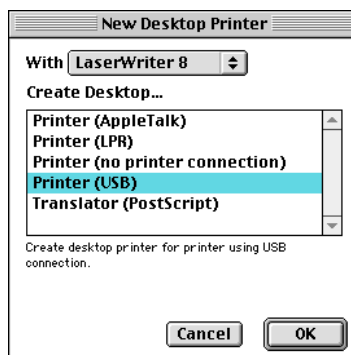 New Desktop Printer
With LaserWriter 8
Create Desktop...
Printer (AppleTalk)
Printer (LPR)
Printer (no printer connection)
Printer (USB)
Translator (PostScript)
Create desktop printer for printer using USB
connection.
Cancel OK